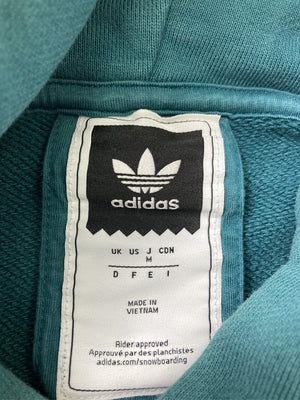 adidas
UK US J CDN
M
D F E I
MADE IN
VIETNAM
Rider approved
Approuvé par des planchistes
adidas.com/snowboarding